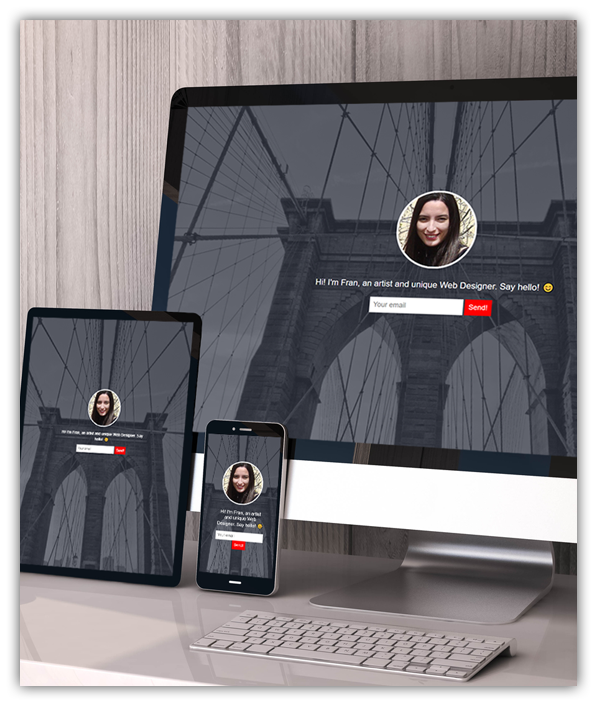 Hi! I'm Fran, an artist and unique Web Designer. Say hello! 😊
Your email
Send!
Hi! I'm Fran, an artist and unique Web Designer. Say
hello! 😊
Your email
Send!
Hi! I'm Fran, an artist
and unique Web
Designer. Say hello! 😊
Your email
Send!